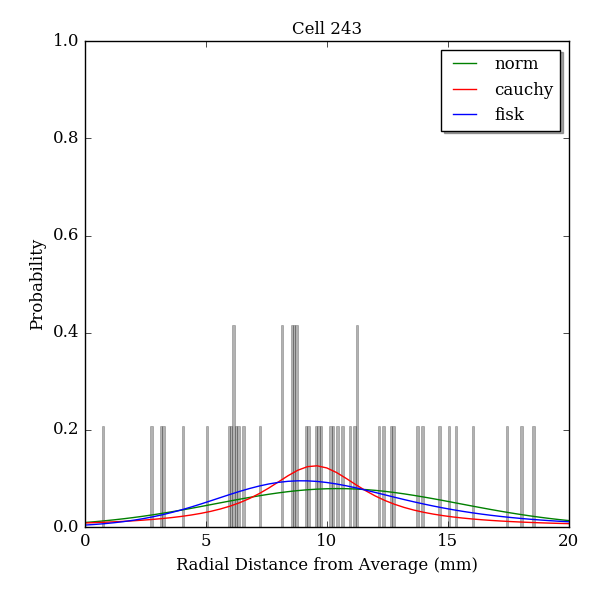 Cell 243
1.0
0.8
0.6
0.4
0.2
0.0
Probability
norm
cauchy
fisk
0 5 10 15 20
Radial Distance from Average (mm)